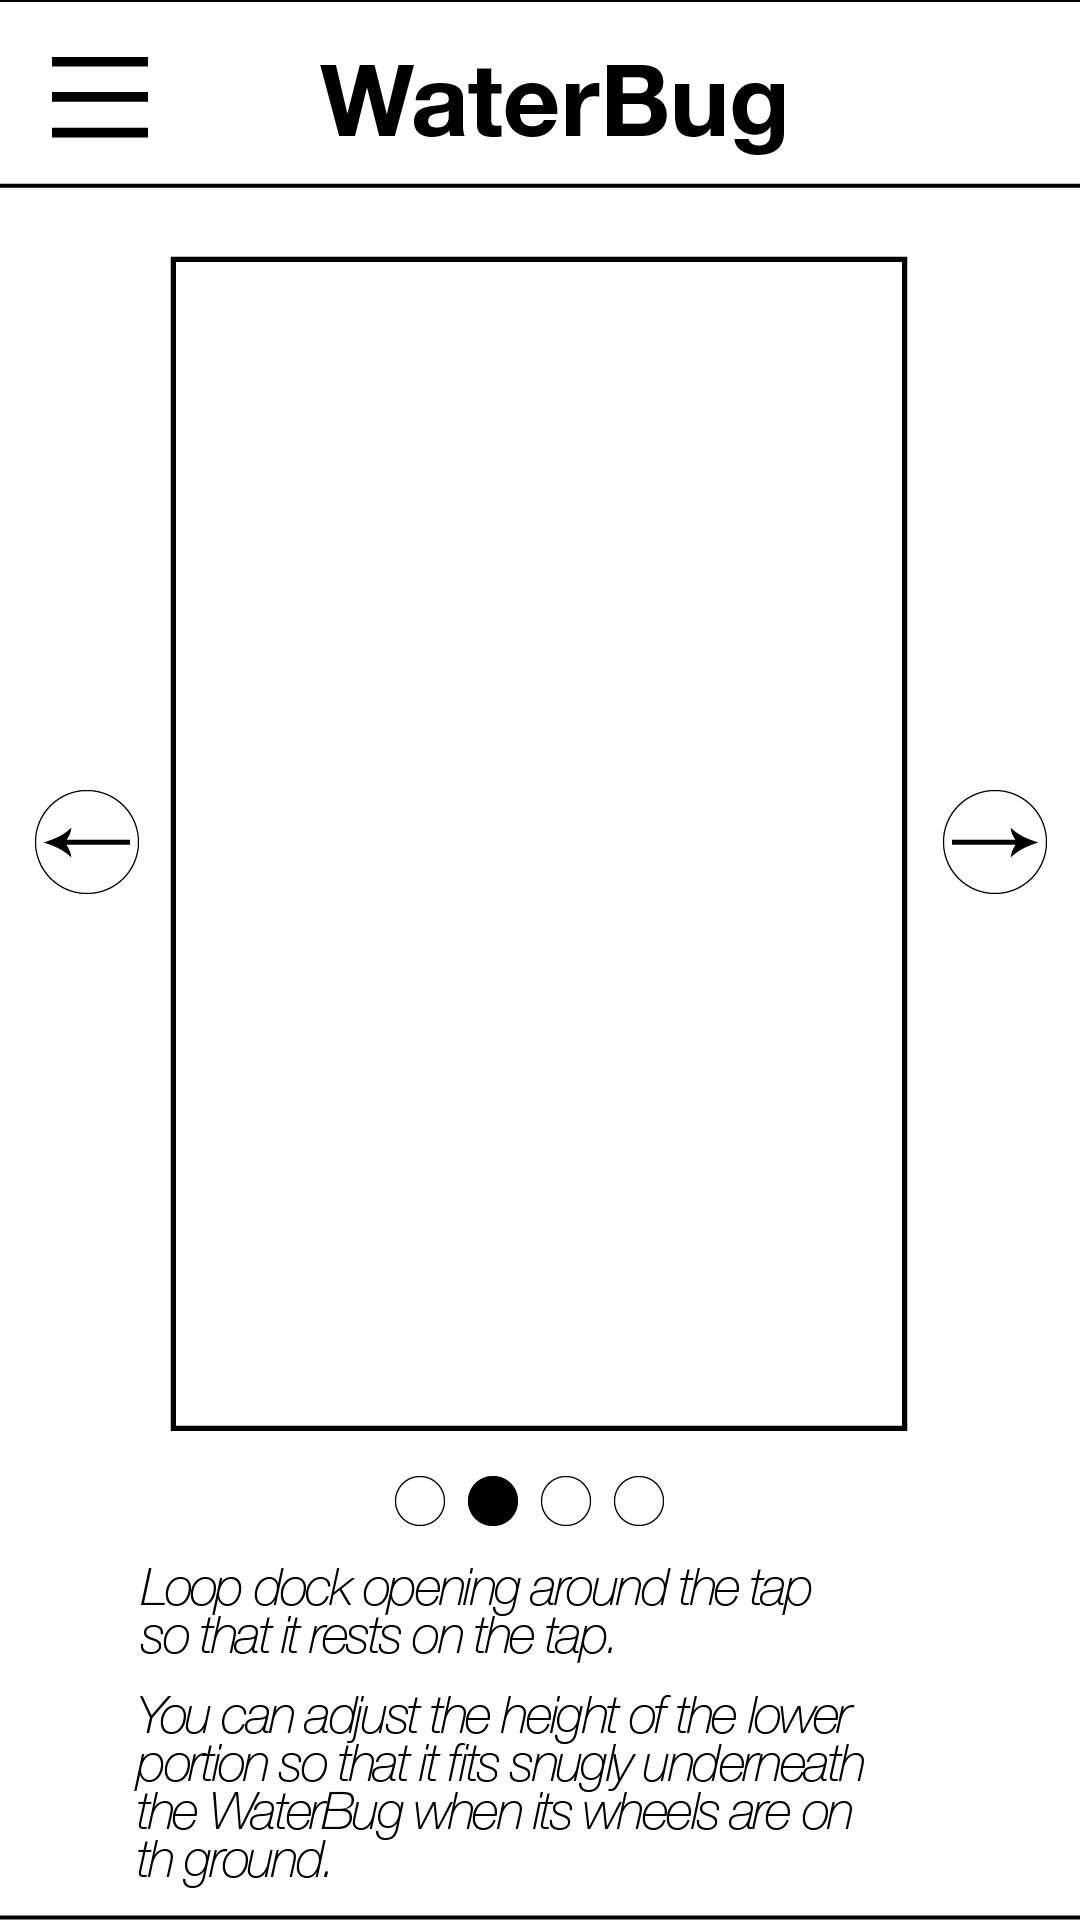 WaterBug
Loop dock opening around the tap
so that it rests on the tap.
You can adjust the height of the lower
portion so that it fits snugly underneath
the WaterBug when its wheels are on
th ground.